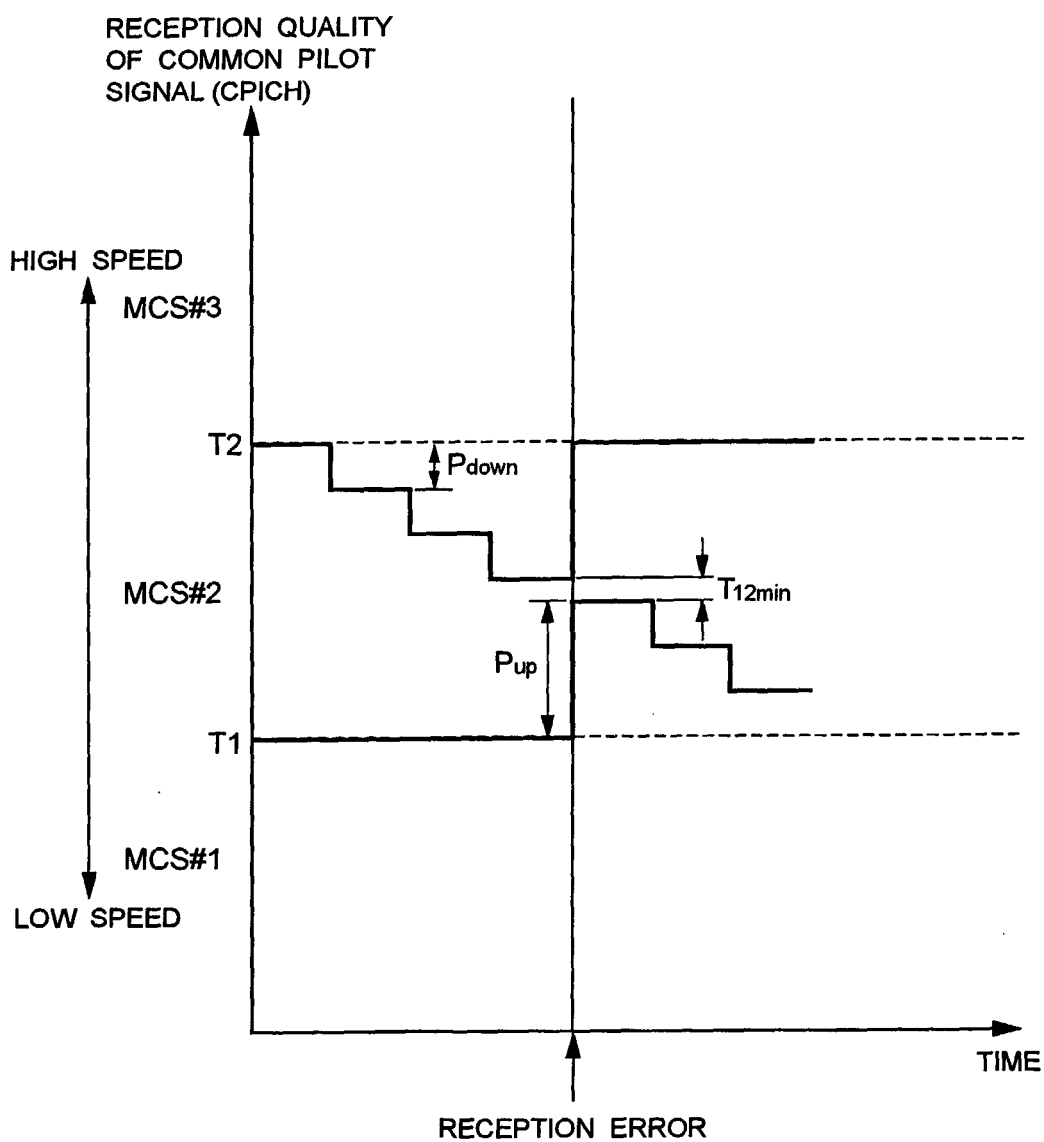 RECEPTION QUALITY
OF COMMON PILOT
SIGNAL (CPICH)
HIGH SPEED
MCS#3
T2
Pdown
MCS#2
T12min
Pup
T1
MCS#1
LOW SPEED
TIME
RECEPTION ERROR